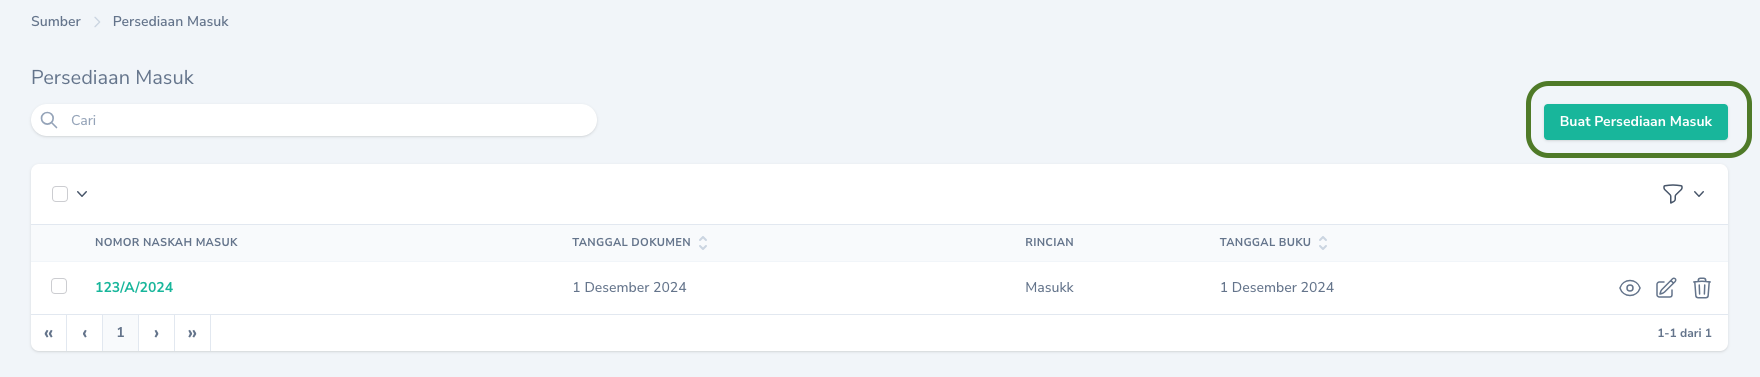 Sumber > Persediaan Masuk
Persediaan Masuk
Cari
Buat Persediaan Masuk
NOMOR NASKAH MASUK TANGGAL DOKUMEN RINCIAN TANGGAL BUKU
123/A/2024 1 Desember 2024 Masukk 1 Desember 2024
« ‹ 1 › » 1-1 dari 1